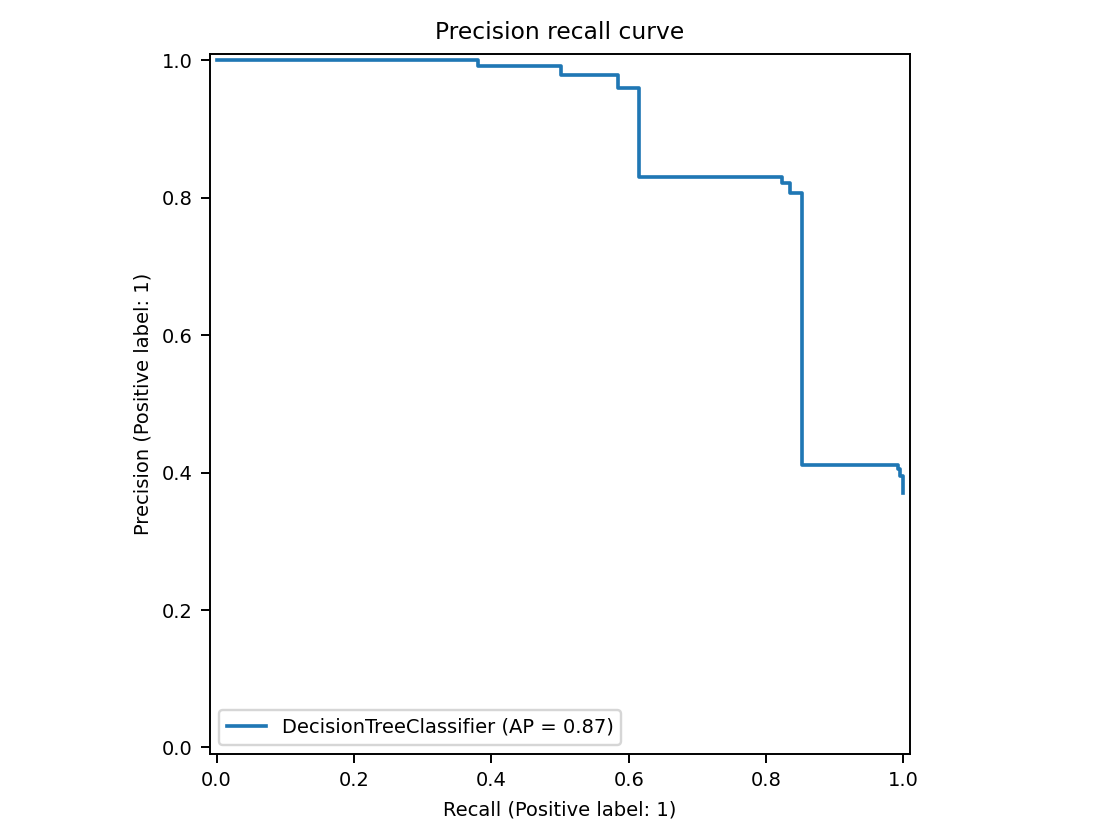 Precision recall curve
1.0
0.8
0.6
0.4
0.2
0.0
Precision (Positive label: 1)
DecisionTreeClassifier (AP = 0.87)
0.0 0.2 0.4 0.6 0.8 1.0
Recall (Positive label: 1)